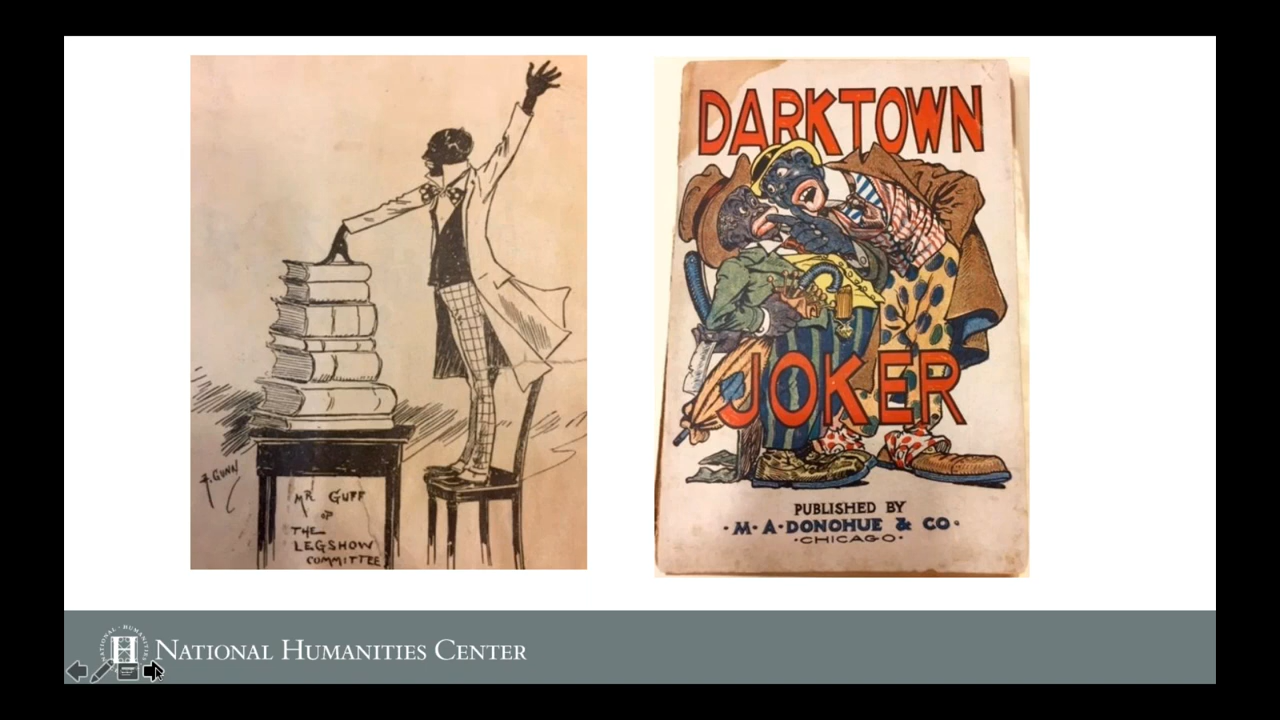 F. GUNN
MR. GUFF
OF
THE
LEGSHOW
COMMITTEE
DARKTOWN
JOKER
PUBLISHED BY
· M · A · DONOHUE & CO ·
· CHICAGO ·
NATIONAL HUMANITIES CENTER